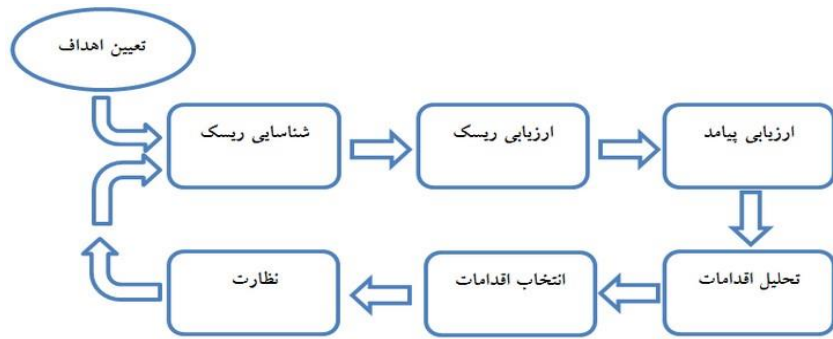 تعیین اهداف
شناسایی ریسک
ارزیابی ریسک
ارزیابی پیامد
تحلیل اقدامات
انتخاب اقدامات
نظارت